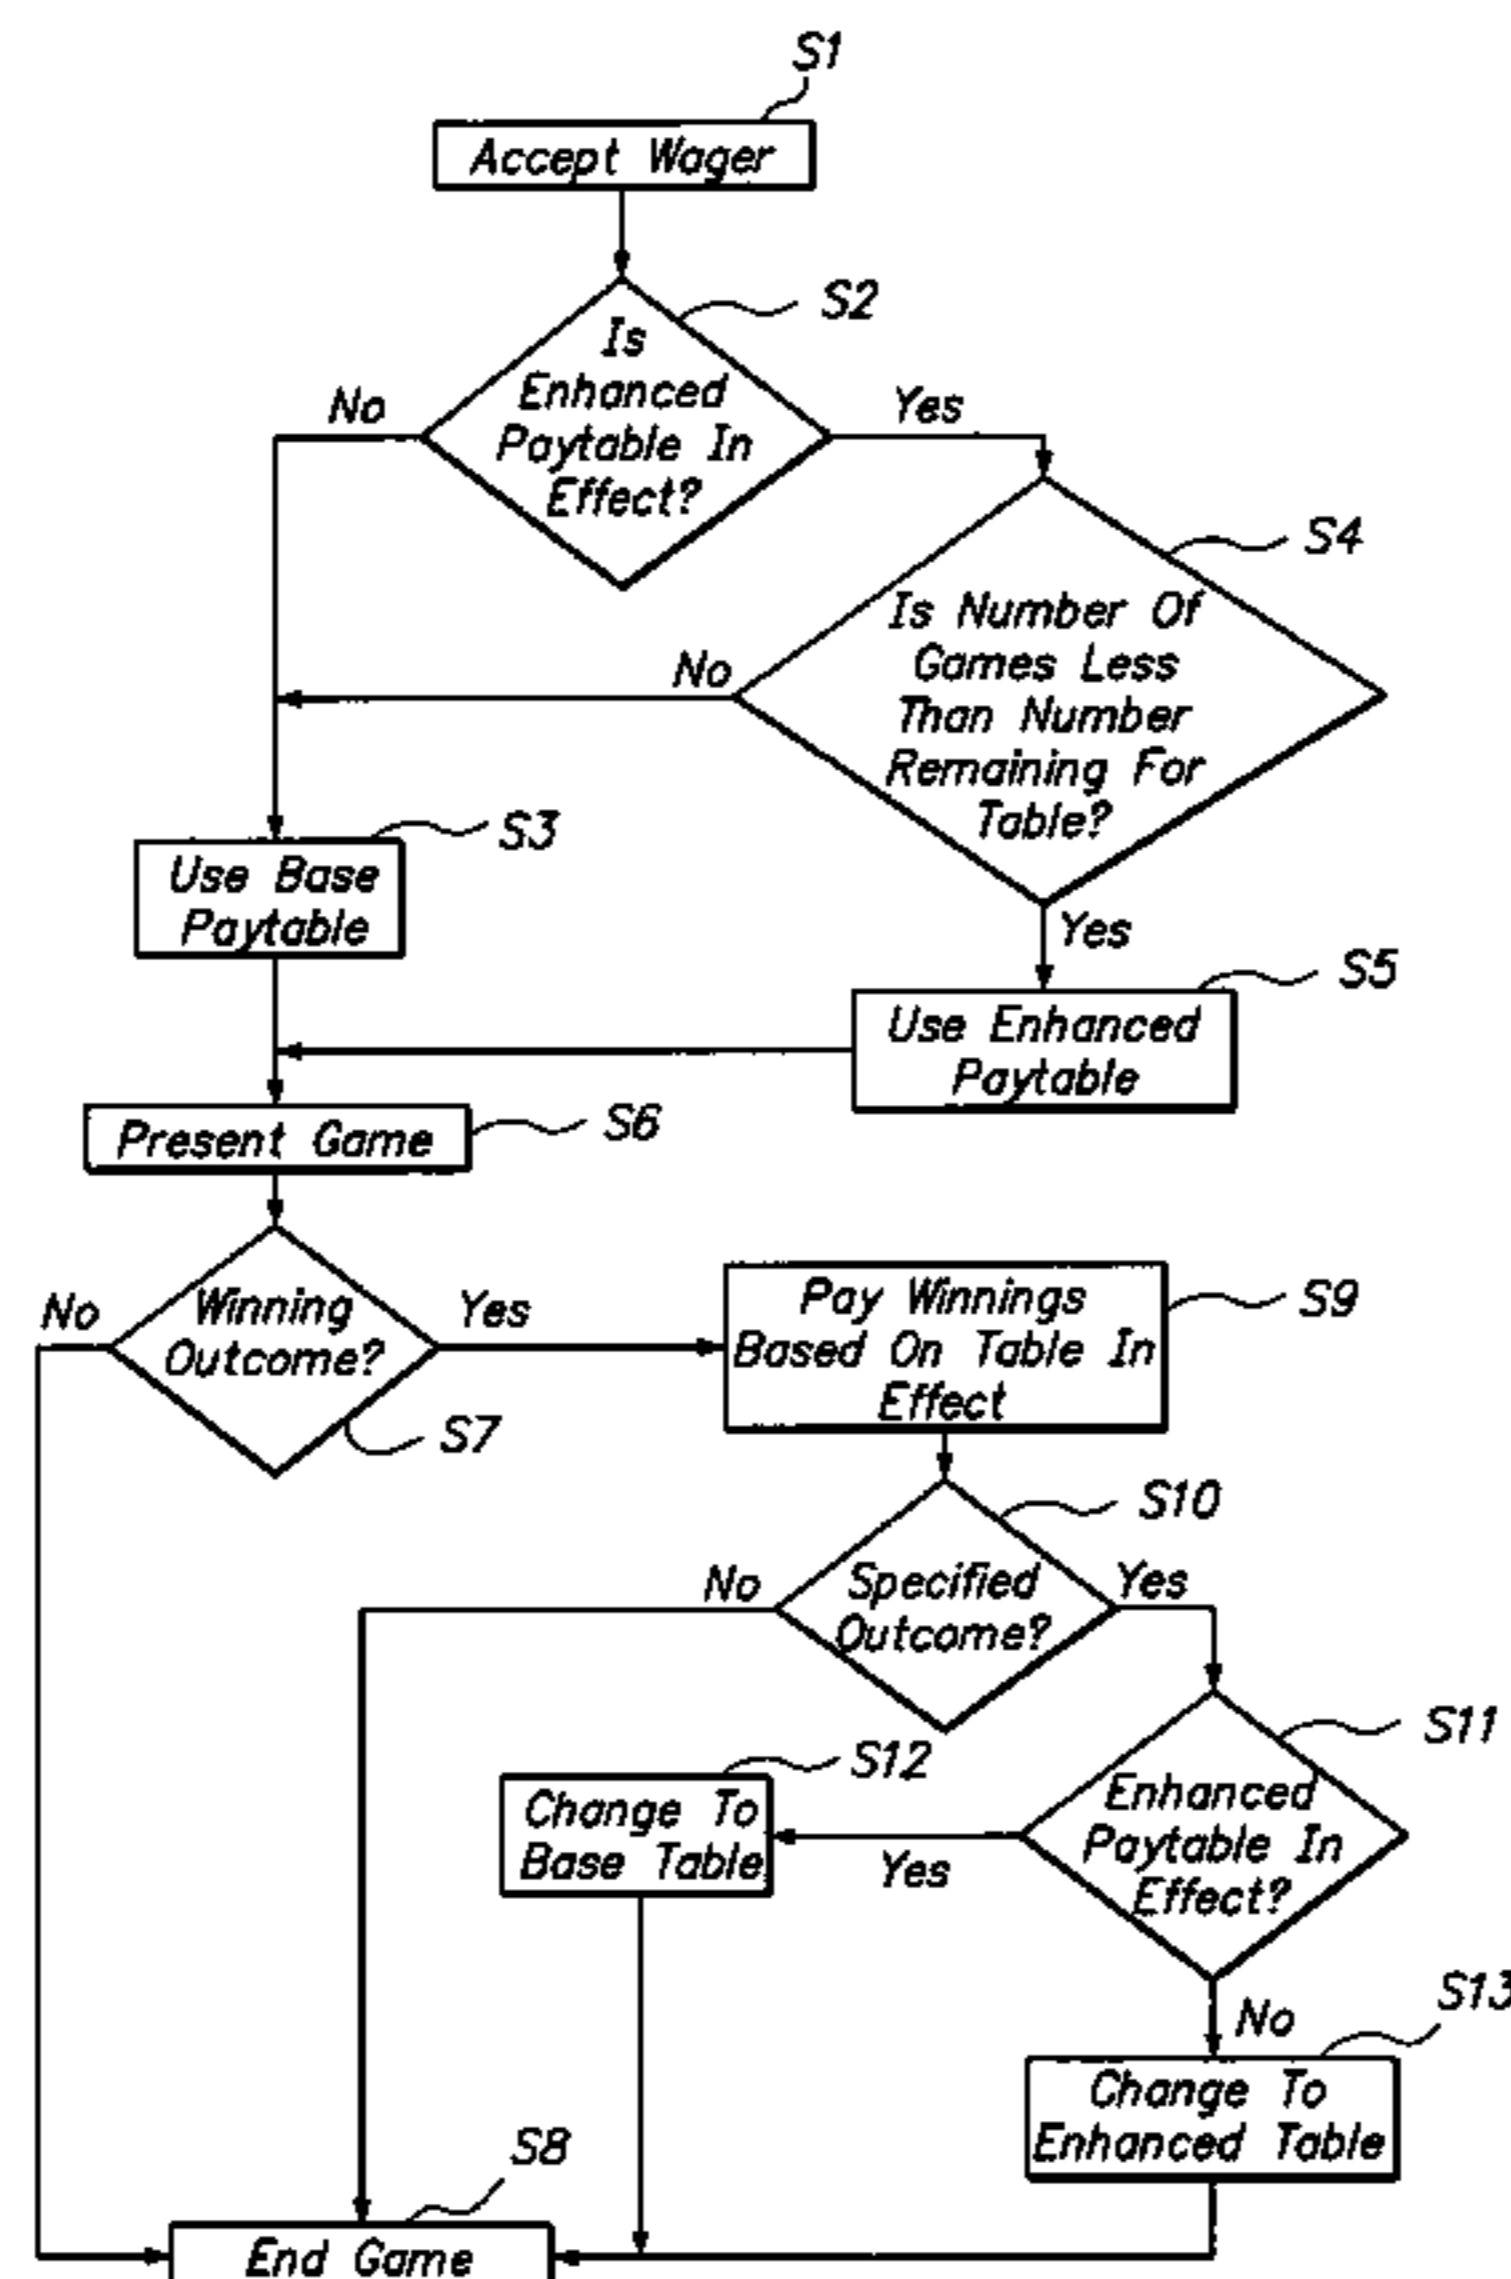 S1
Accept Wager
S2
Is
Enhanced
Paytable In
Effect?
No
Yes
S4
Is Number Of
Games Less
Than Number
Remaining For
Table?
No
Yes
S3
Use Base
Paytable
S5
Use Enhanced
Paytable
S6
Present Game
Winning
Outcome?
No
Yes
S7
S9
Pay Winnings
Based On Table In
Effect
S10
Specified
Outcome?
No
Yes
S11
Enhanced
Paytable In
Effect?
Yes
No
S12
Change To
Base Table
S13
Change To
Enhanced Table
S8
End Game